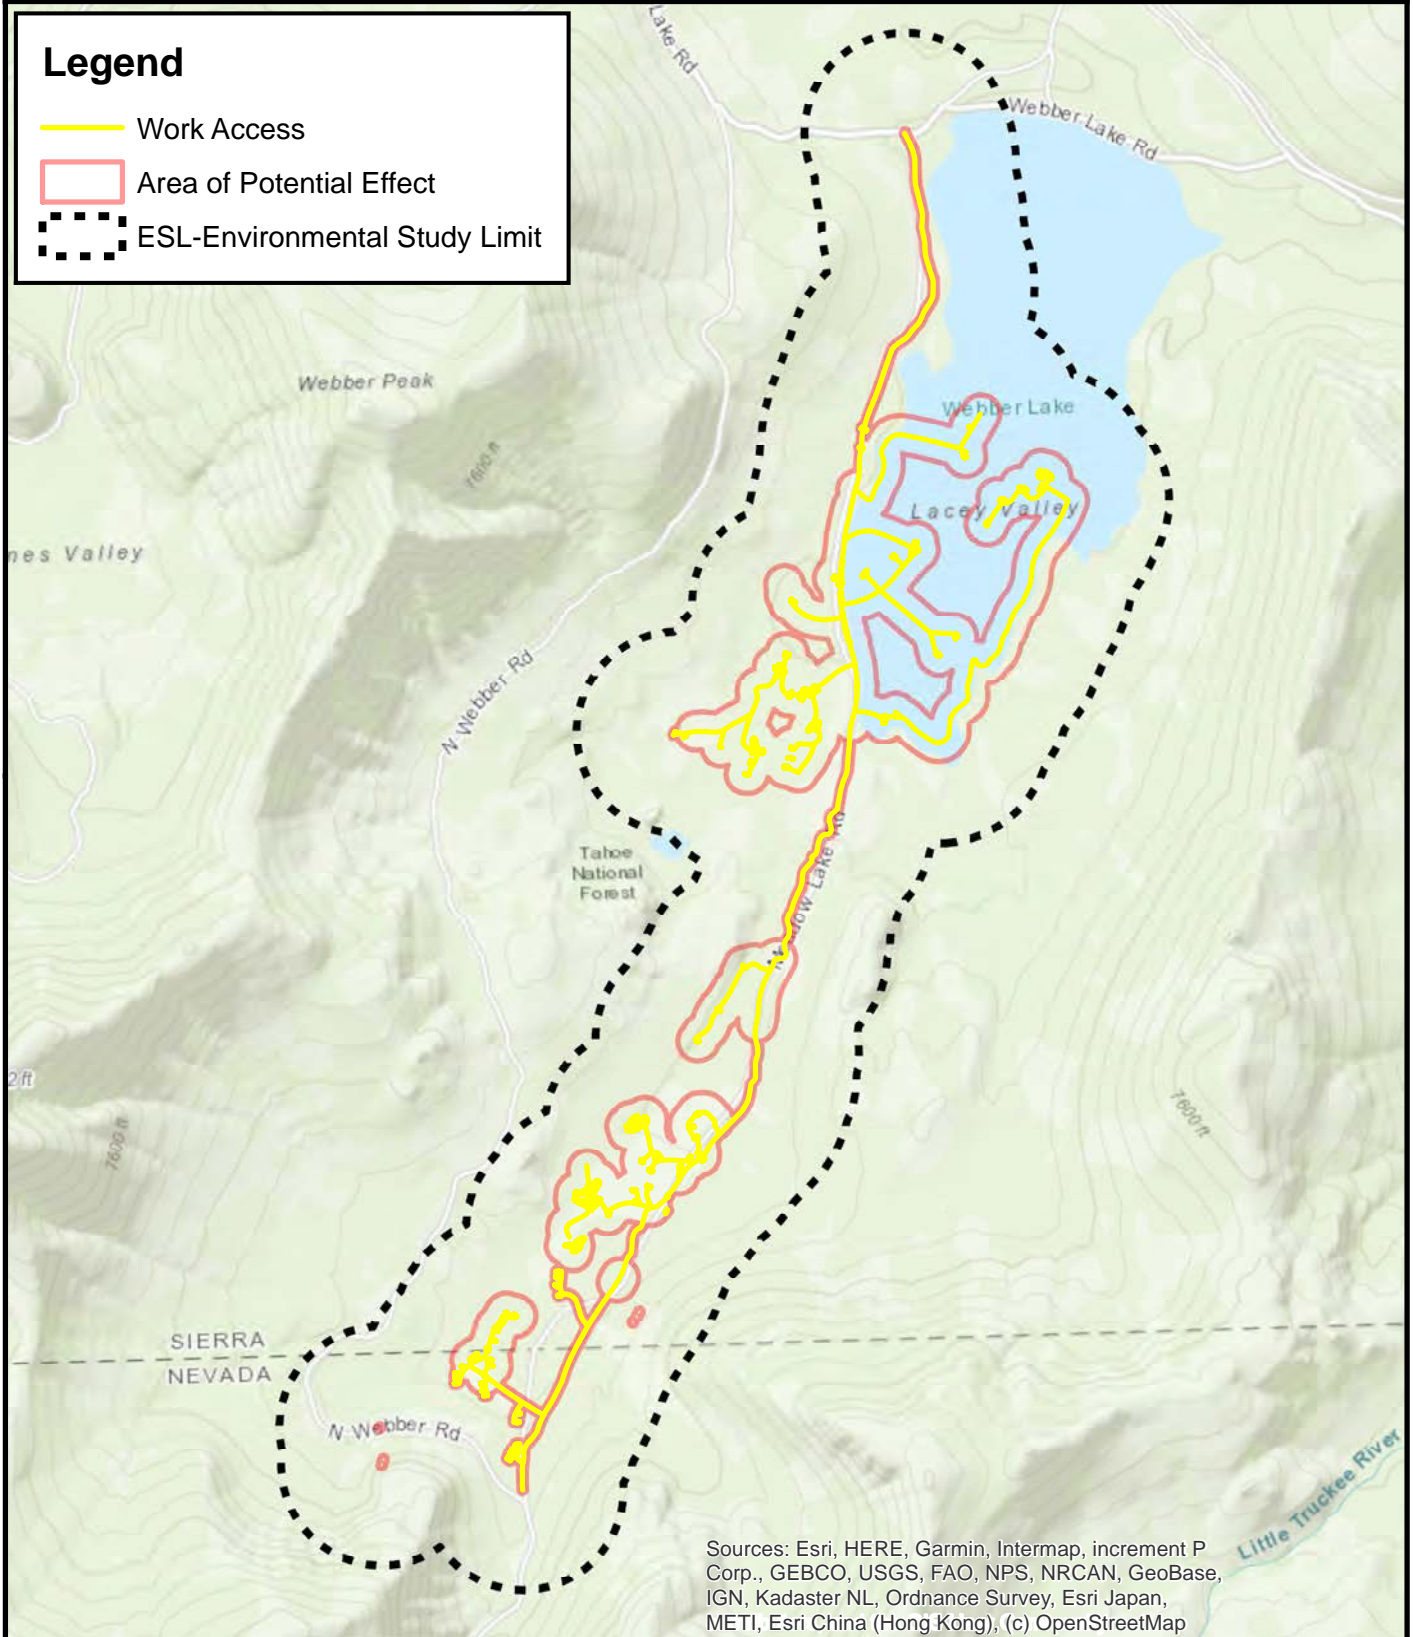 Legend
Work Access
Area of Potential Effect
ESL-Environmental Study Limit
Lake Rd
Webber Lake Rd
Webber Peak
7600 ft
Webber Lake
Lacey Valley
nes Valley
N Webber Rd
Tahoe
National
Forest
Lake Rd
2 ft
7600 ft
7600 ft
SIERRA
NEVADA
N Webber Rd
Little Truckee River
Sources: Esri, HERE, Garmin, Intermap, increment P
Corp., GEBCO, USGS, FAO, NPS, NRCAN, GeoBase,
IGN, Kadaster NL, Ordnance Survey, Esri Japan,
METI, Esri China (Hong Kong), (c) OpenStreetMap